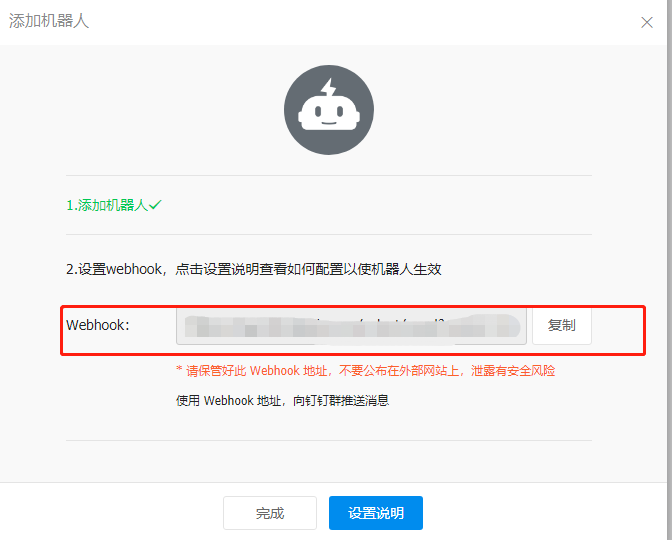 添加机器人
1.添加机器人
2.设置webhook，点击设置说明查看如何配置以使机器人生效
Webhook：
复制
* 请保管好此 Webhook 地址，不要公布在外部网站上，泄露有安全风险
使用 Webhook 地址，向钉钉群推送消息
完成
设置说明